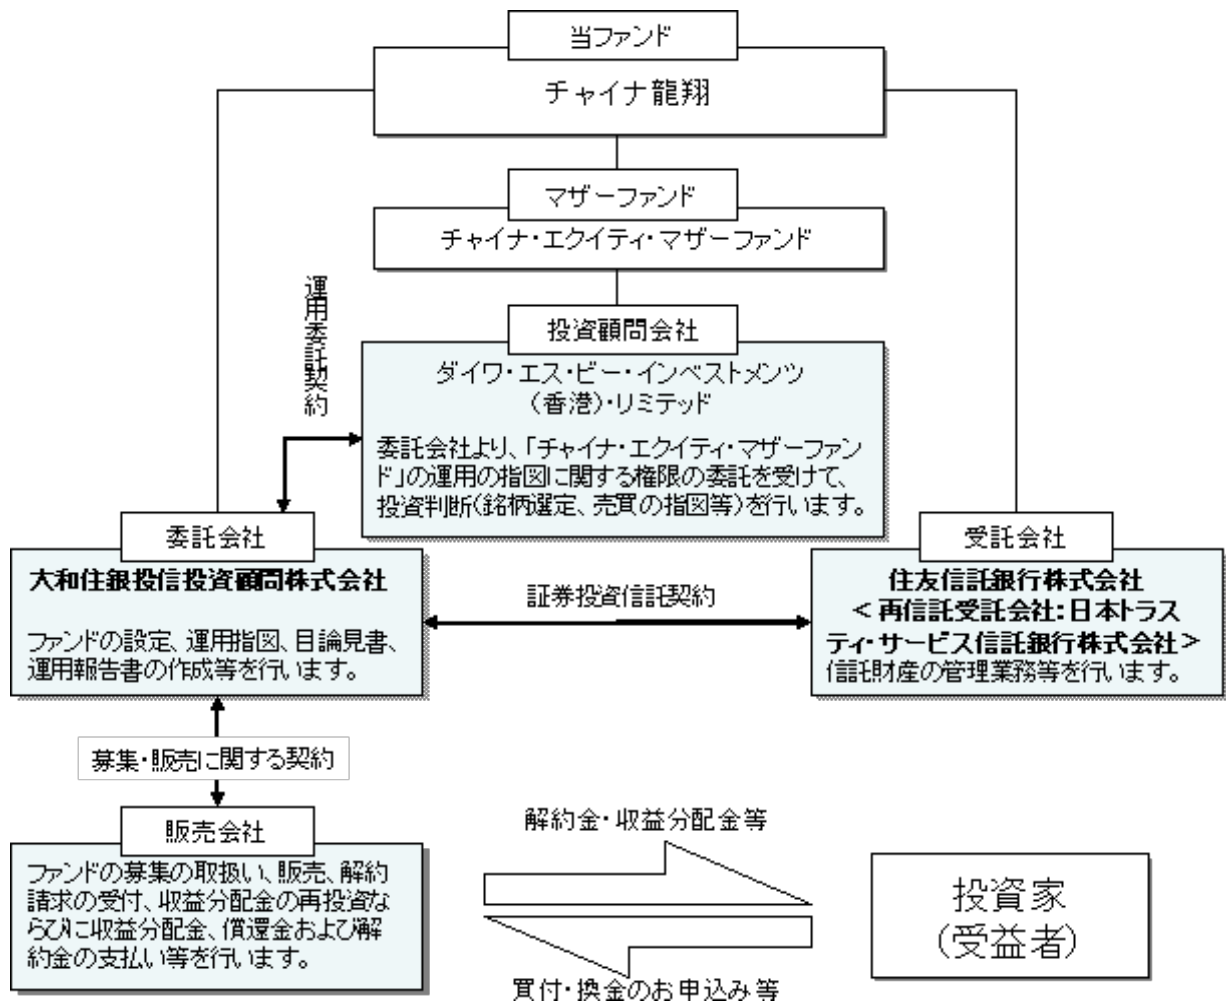 当ファンド
チャイナ龍翔
マザーファンド
チャイナ・エクイティ・マザーファンド
運用委託契約
投資顧問会社
ダイワ・エス・ビー・インベストメンツ
(香港)・リミテッド
委託会社より、「チャイナ・エクイティ・マザーファン
ド」の運用の指図に関する権限の委託を受けて、
投資判断(銘柄選定、売買の指図等)を行います。
委託会社
大和住銀投信投資顧問株式会社
ファンドの設定、運用指図、目論見書、
運用報告書の作成等を行います。
証券投資信託契約
受託会社
住友信託銀行株式会社
<再信託受託会社:日本トラス
ティ・サービス信託銀行株式会社>
信託財産の管理業務等を行います。
募集・販売に関する契約
販売会社
ファンドの募集の取扱い、販売、解約
請求の受付、収益分配金の再投資な
らびに収益分配金、償還金および解
約金の支払い等を行います。
解約金・収益分配金等
買付・換金のお申込み等
投資家
(受益者)